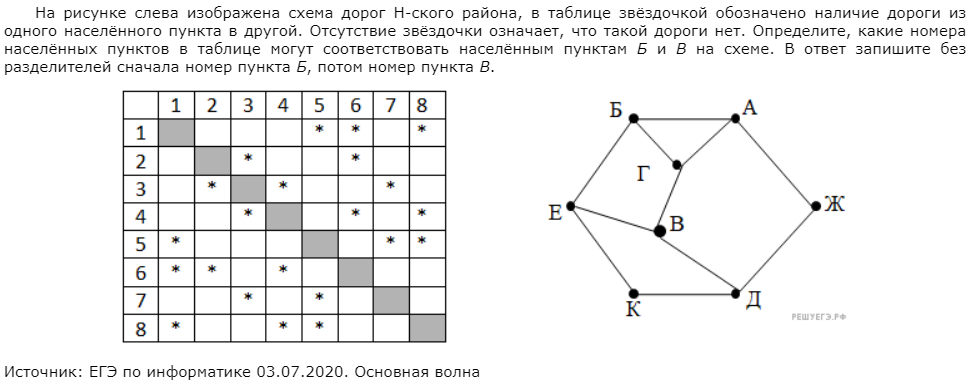 На рисунке слева изображена схема дорог Н-ского района, в таблице звёздочкой обозначено наличие дороги из
одного населённого пункта в другой. Отсутствие звёздочки означает, что такой дороги нет. Определите, какие номера
населённых пунктов в таблице могут соответствовать населённым пунктам Б и В на схеме. В ответ запишите без
разделителей сначала номер пункта Б, потом номер пункта В.
1 2 3 4 5 6 7 8
1 * * *
2 * *
3 * * *
4 * * *
5 * * *
6 * * *
7 * *
8 * * *
Б А
Г
Е Ж
В
К Д
РЕШУЕГЭ.РФ
Источник: ЕГЭ по информатике 03.07.2020. Основная волна